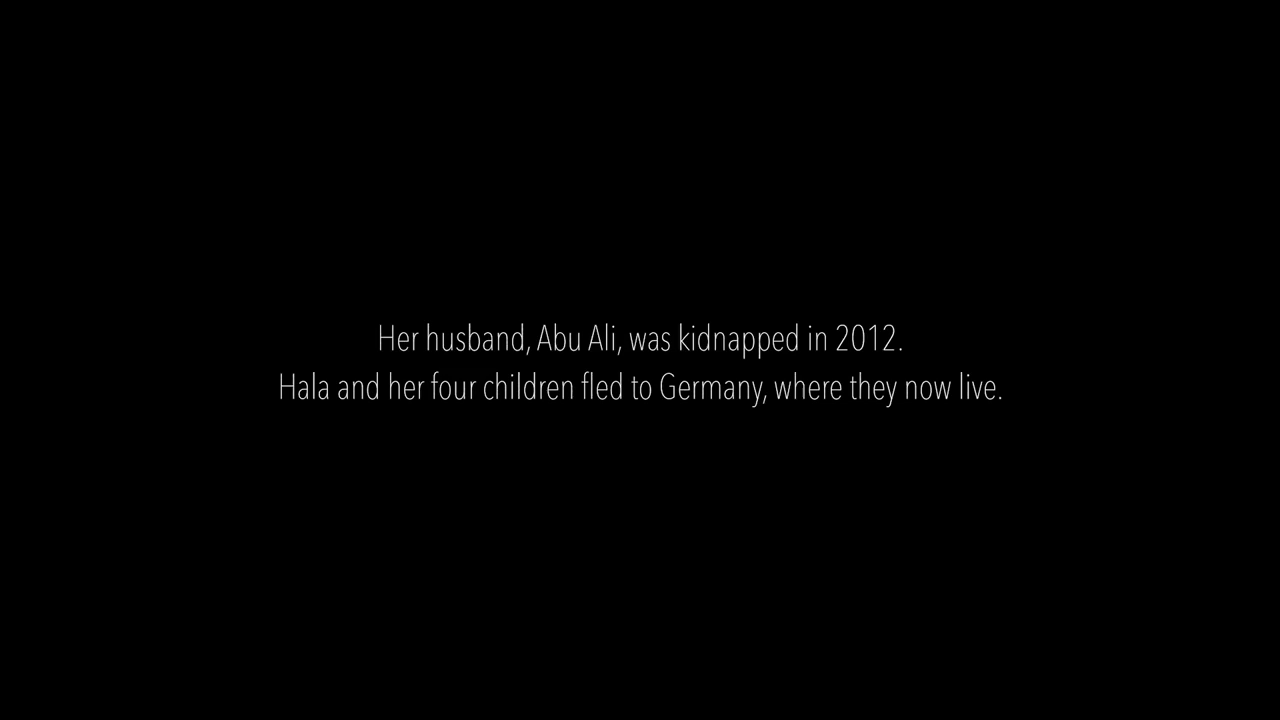 Her husband, Abu Ali, was kidnapped in 2012.
Hala and her four children fled to Germany, where they now live.